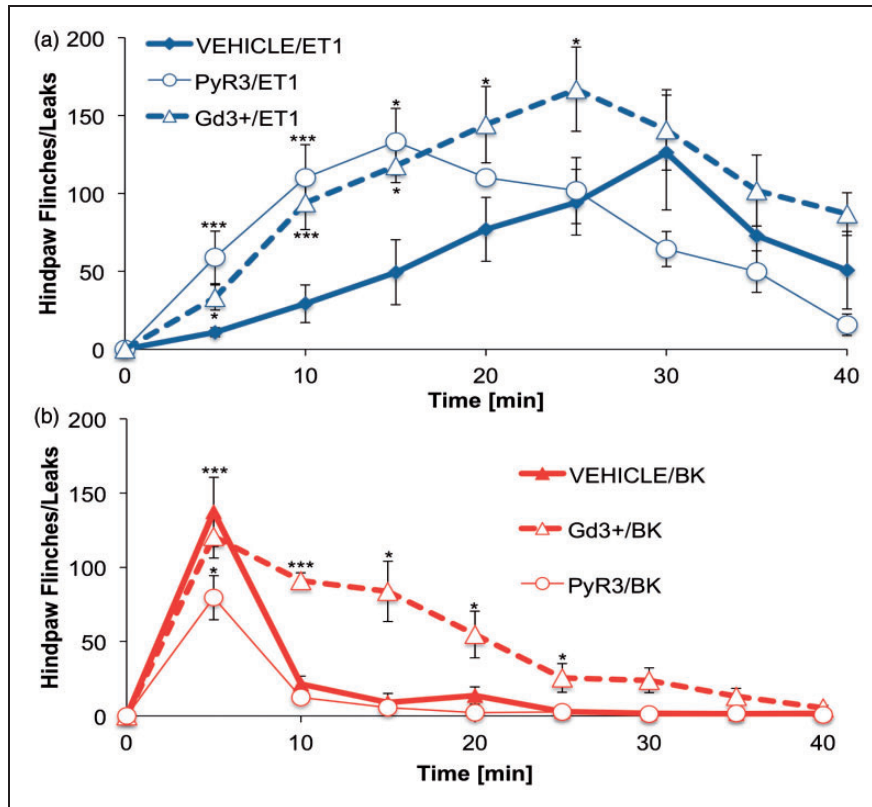 (a)
200
150
100
50
0
Hindpaw Flinches/Leaks
VEHICLE/ET1
PyR3/ET1
Gd3+/ET1
***
***
*
*
*
*
*
***
0 10 20 30 40
Time [min]
(b)
200
150
100
50
0
Hindpaw Flinches/Leaks
VEHICLE/BK
Gd3+/BK
PyR3/BK
***
*
***
*
*
*
0 10 20 30 40
Time [min]